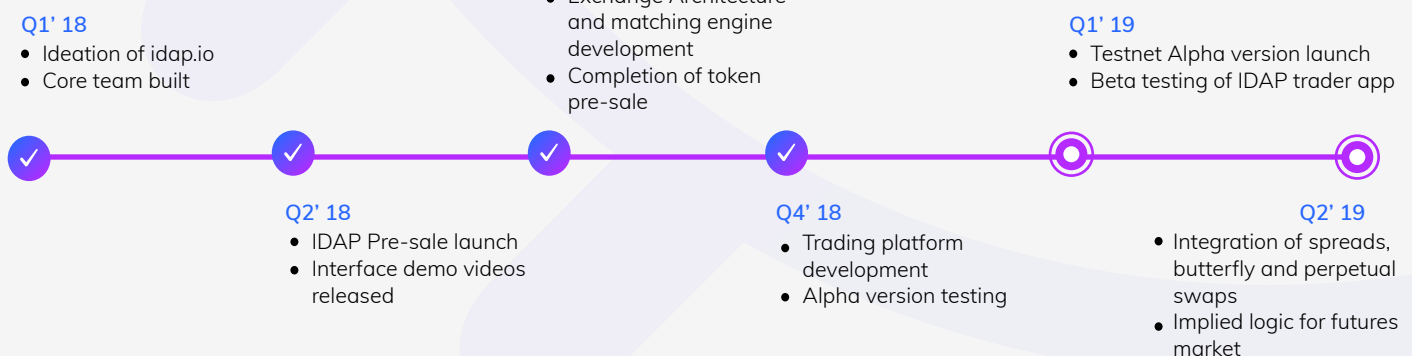 Q1’ 18
• Ideation of idap.io
• Core team built
Q2’ 18
• IDAP Pre-sale launch
• Interface demo videos
released
• Exchange Architecture
and matching engine
development
• Completion of token
pre-sale
Q4’ 18
• Trading platform
development
• Alpha version testing
Q1’ 19
• Testnet Alpha version launch
• Beta testing of IDAP trader app
Q2’ 19
• Integration of spreads,
butterfly and perpetual
swaps
• Implied logic for futures
market